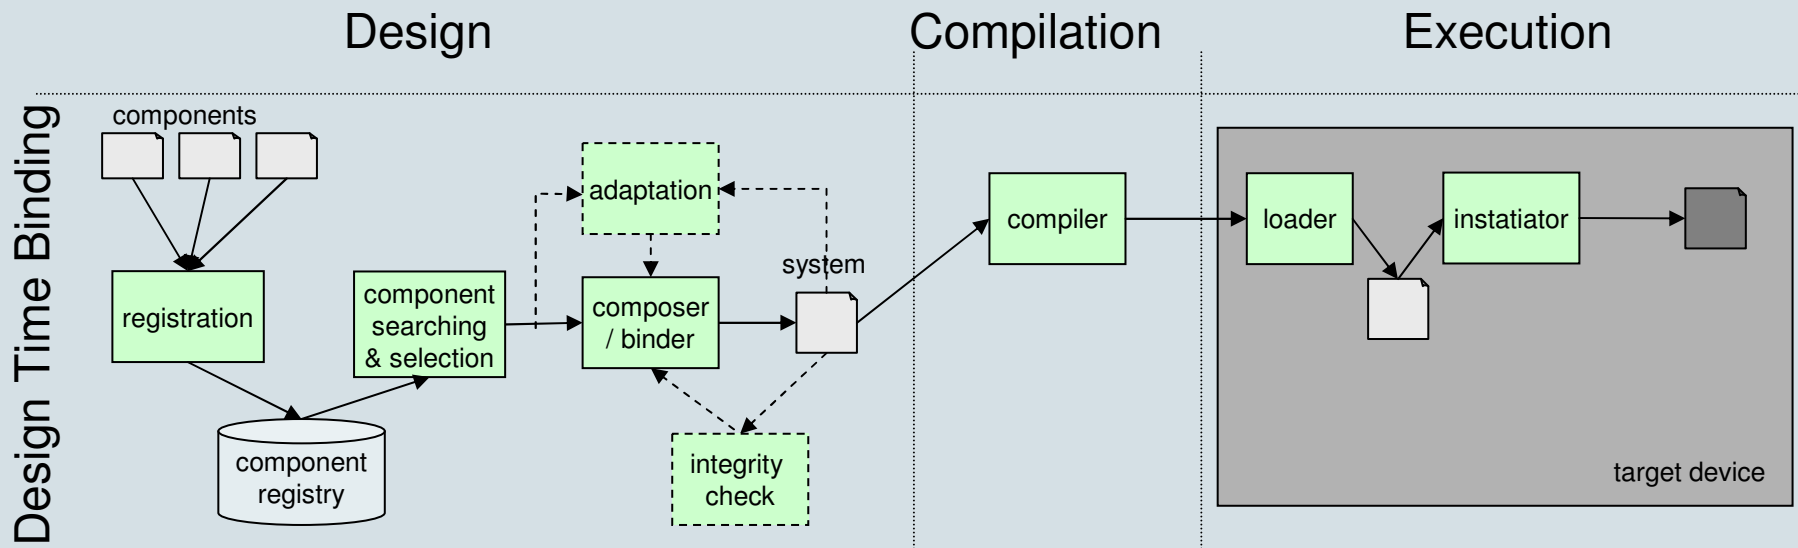 Design
Compilation
Execution
Design Time Binding
components
registration
component
registry
component
searching
& selection
adaptation
composer
/ binder
system
integrity
check
compiler
loader
instatiator
target device